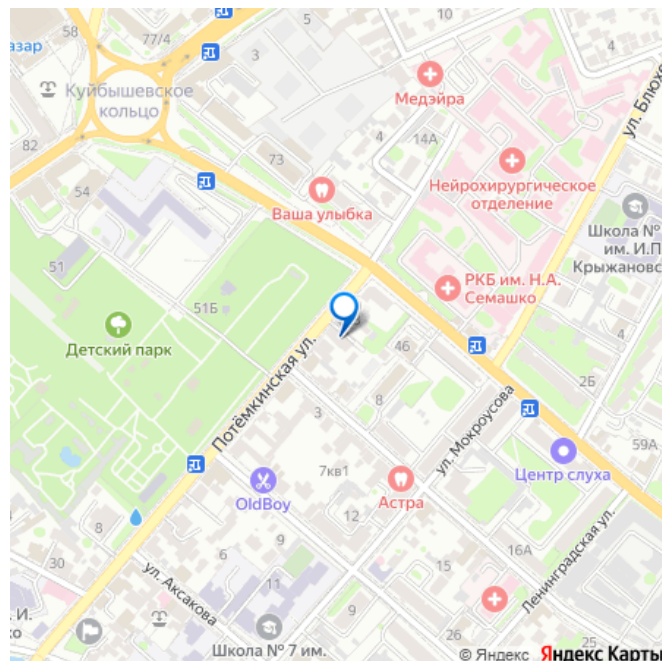 58
77/4
3
5
4
азар
Куйбышевское
кольцо
Медэйра
ул. Блюхе
14А
82
73
4
54
Ваша улыбка
Нейрохирургическое
отделение
Школа №
им. И.П.
Крыжановс
51
51Б
РКБ им. Н.А.
Семашко
4
Детский парк
46
2Б
Потёмкинская ул.
3
8
ул. Мокроусова
59А
7кв1
Центр слуха
OldBoy
Астра
12
8
9
16А
Ленинградская ул.
30
6
15
ул. Аксакова
11
9
И.
ко
Школа № 7 им.
25
26
© Яндекс Яндекс Карты